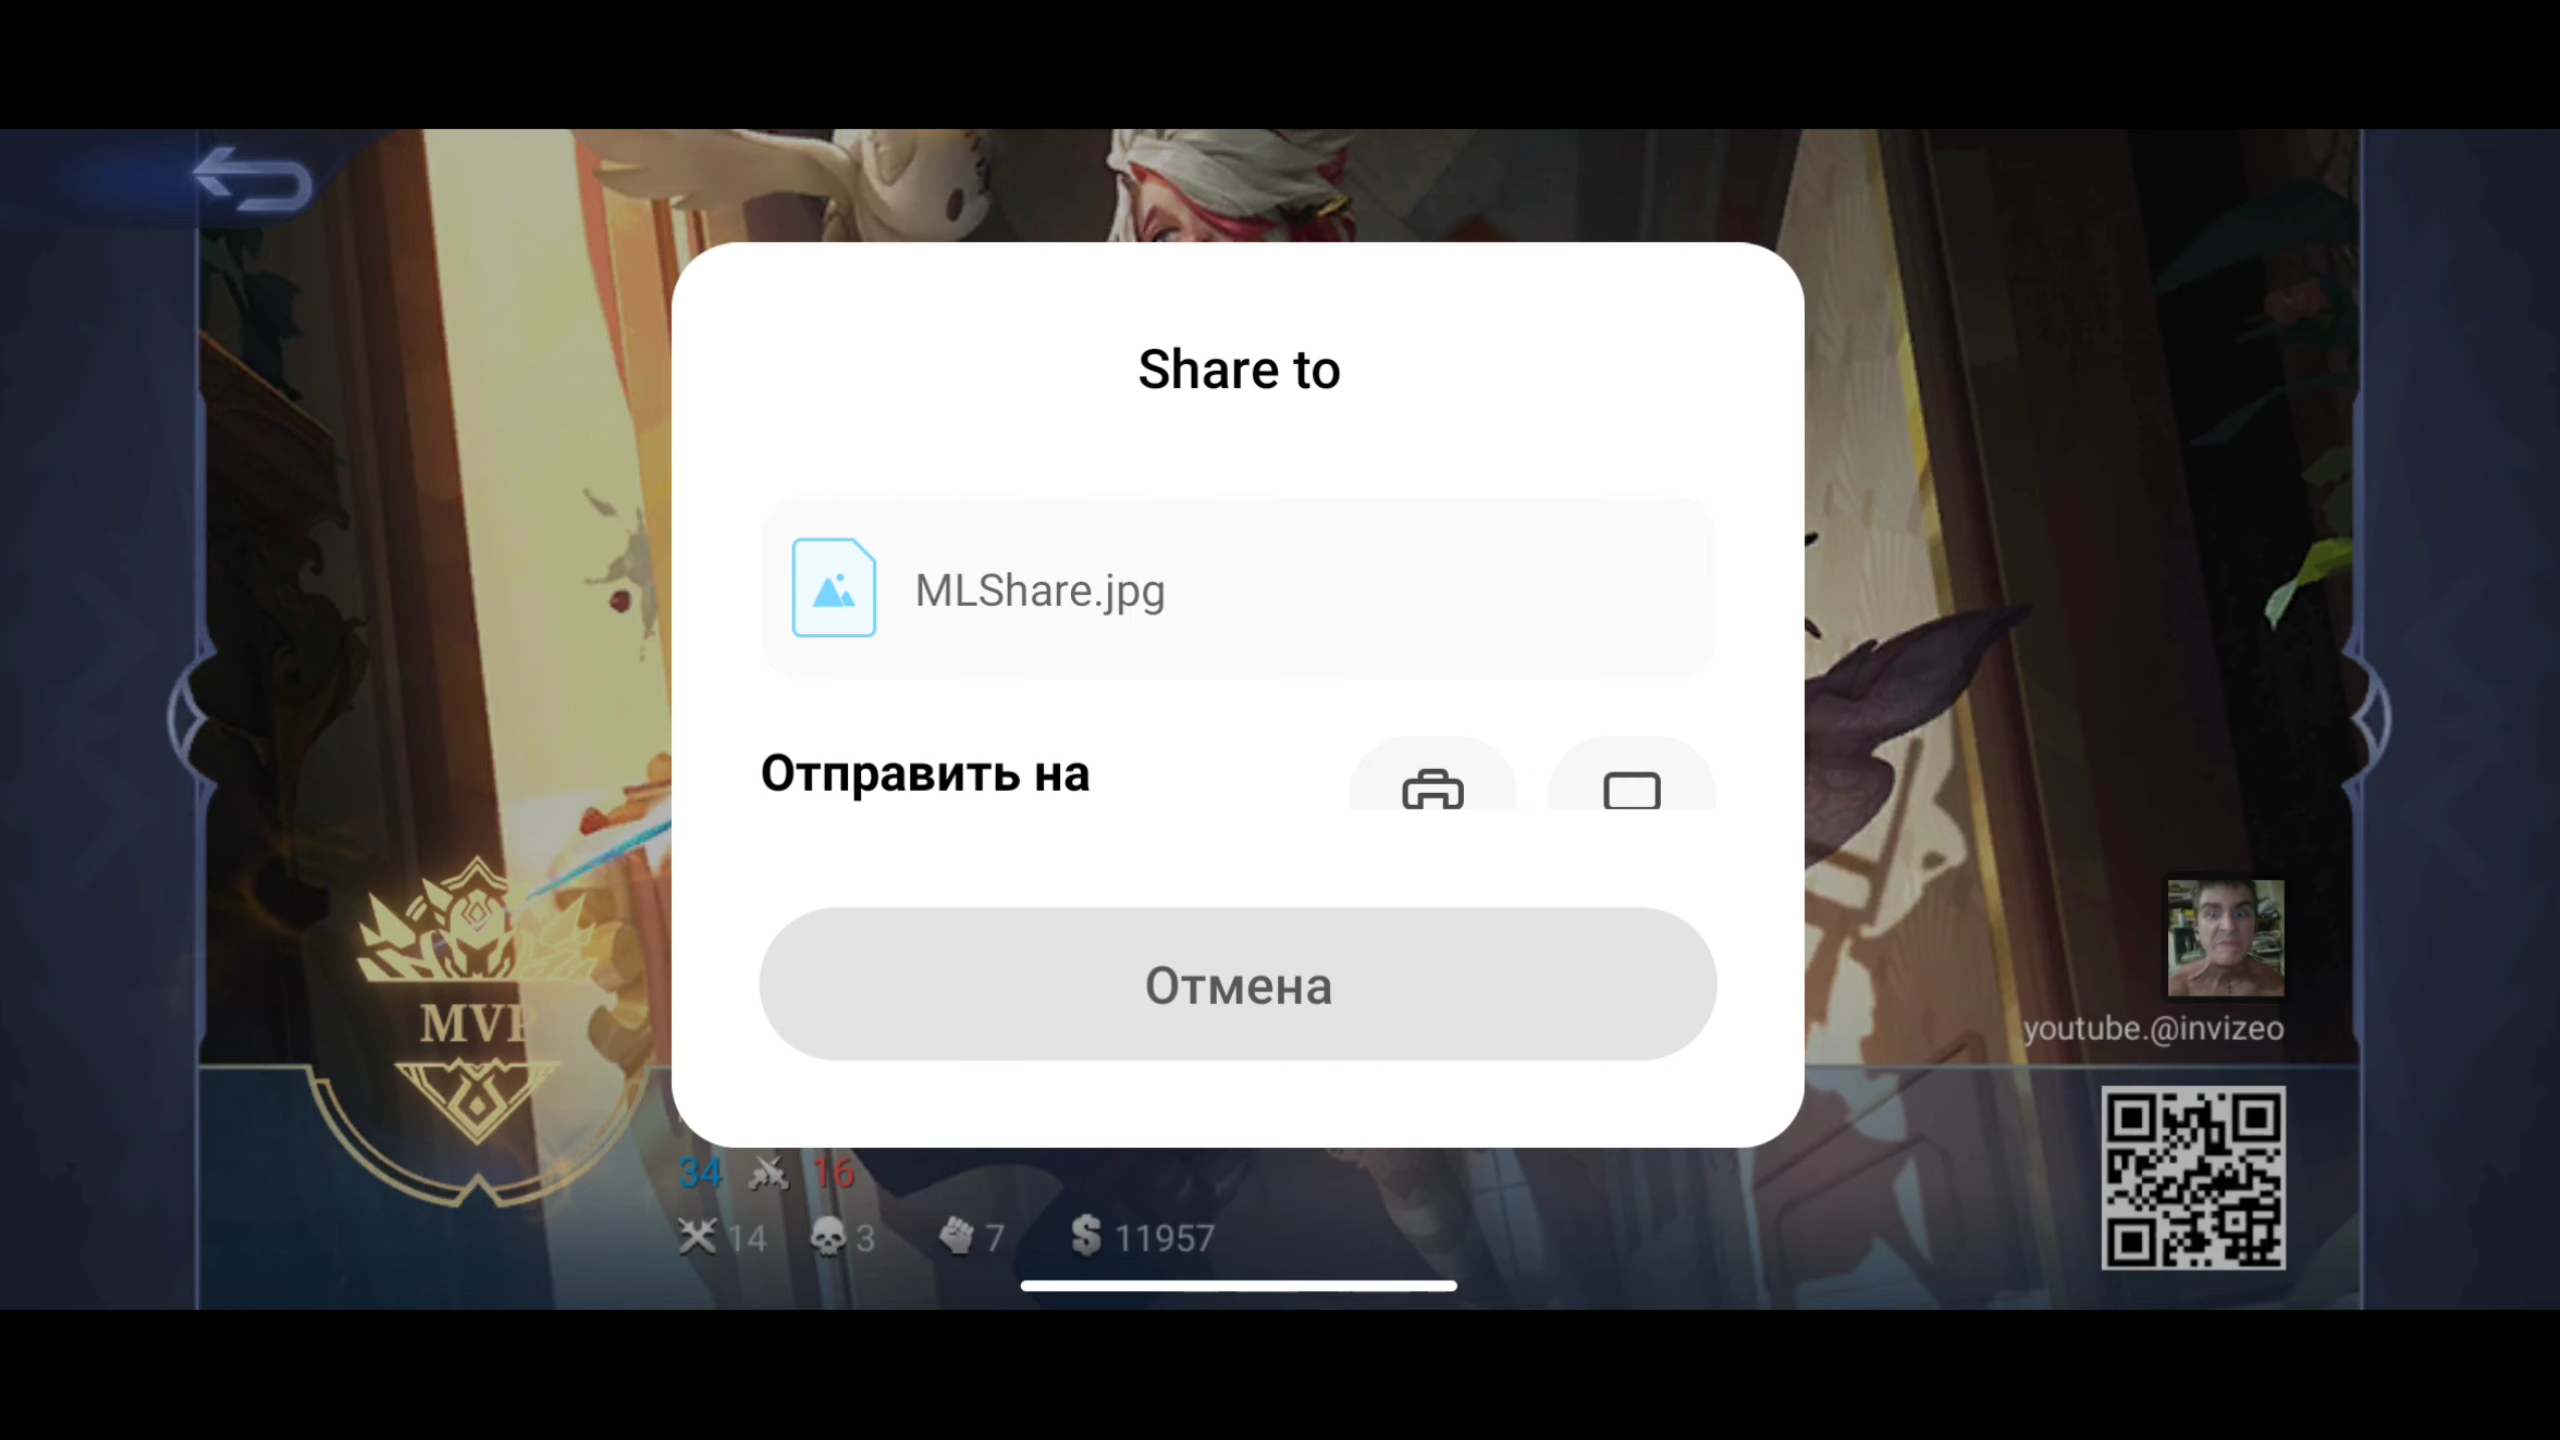 Share to
MLShare.jpg
Отправить на
Отмена
MVP
youtube.@invizeo
34 16
14 3 7 $ 11957